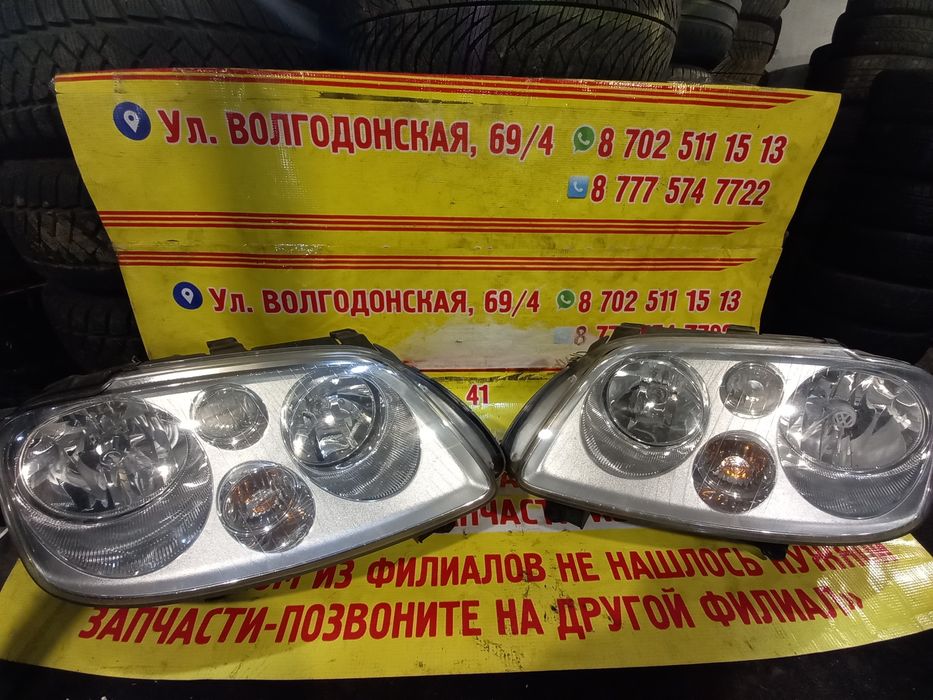 Ул. ВОЛГОДОНСКАЯ, 69/4 8 702 511 15 13
8 777 574 7722
Ул. ВОЛГОДОНСКАЯ, 69/4 8 702 511 15 13
8
41
ИЗ ФИЛИАЛОВ НЕ НАШЛОСЬ
ЗАПЧАСТИ-ПОЗВОНИТЕ НА ДРУГОЙ ФИЛИАЛ»